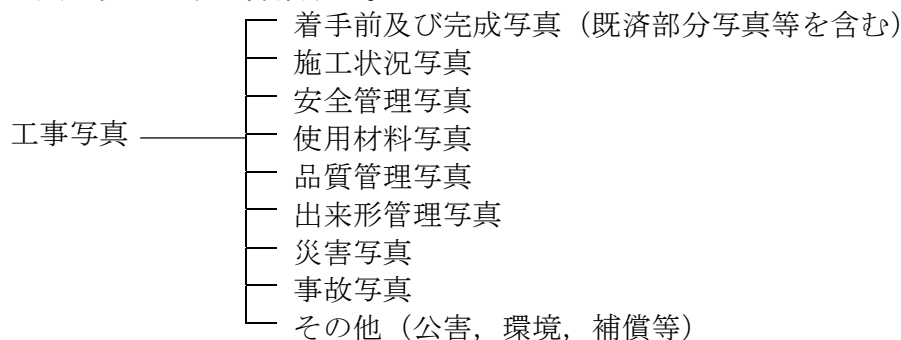 着手前及び完成写真（既済部分写真等を含む）
施工状況写真
安全管理写真
工事写真
使用材料写真
品質管理写真
出来形管理写真
災害写真
事故写真
その他（公害，環境，補償等）